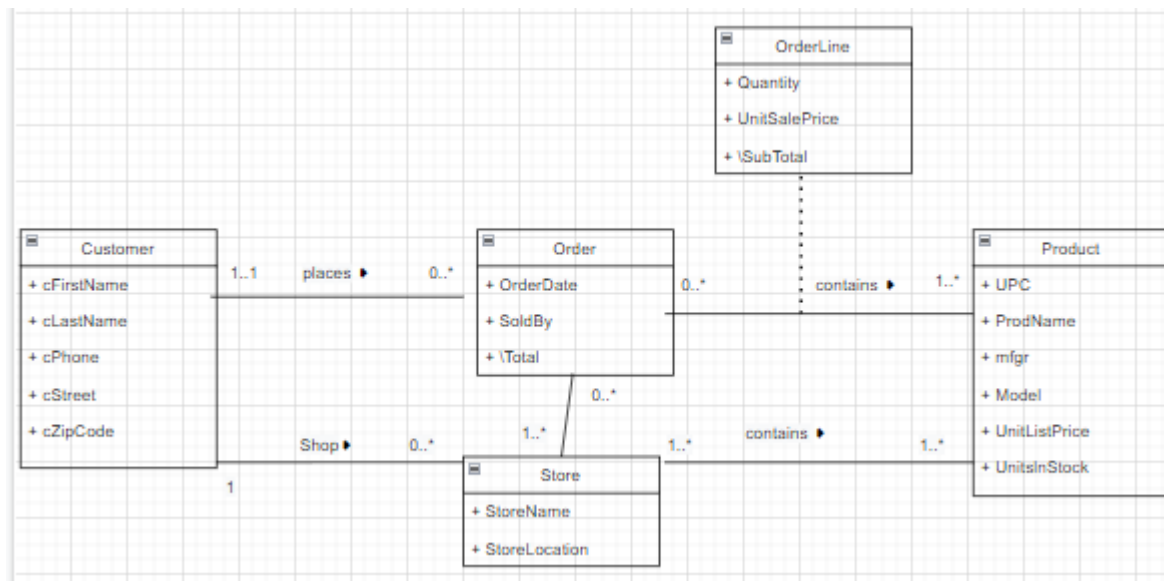 OrderLine
+ Quantity
+ UnitSalePrice
+ \SubTotal
Customer
+ cFirstName
+ cLastName
+ cPhone
+ cStreet
+ cZipCode
1..1 places 0..*
Order
+ OrderDate
+ SoldBy
+ \Total
0..* contains 1..*
Product
+ UPC
+ ProdName
+ mfgr
+ Model
+ UnitListPrice
+ UnitsInStock
0..*
1..*
Shop 0..*
1
1..* contains 1..*
Store
+ StoreName
+ StoreLocation